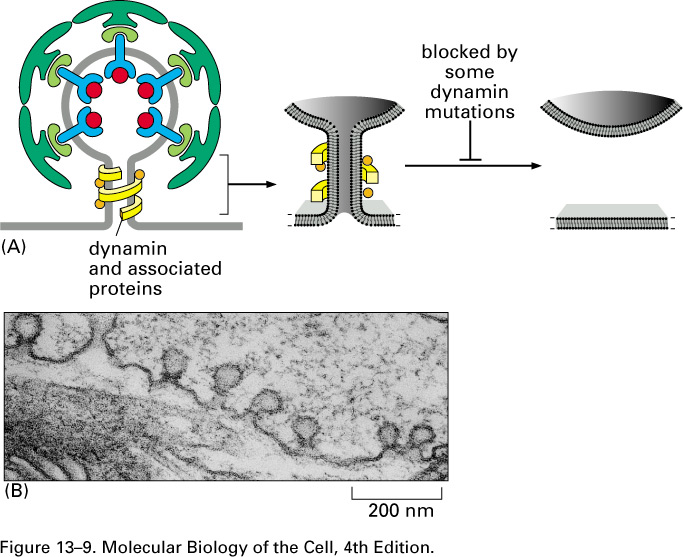 blocked by
some
dynamin
mutations
(A)
dynamin
and associated
proteins
(B)
200 nm
Figure 13–9. Molecular Biology of the Cell, 4th Edition.